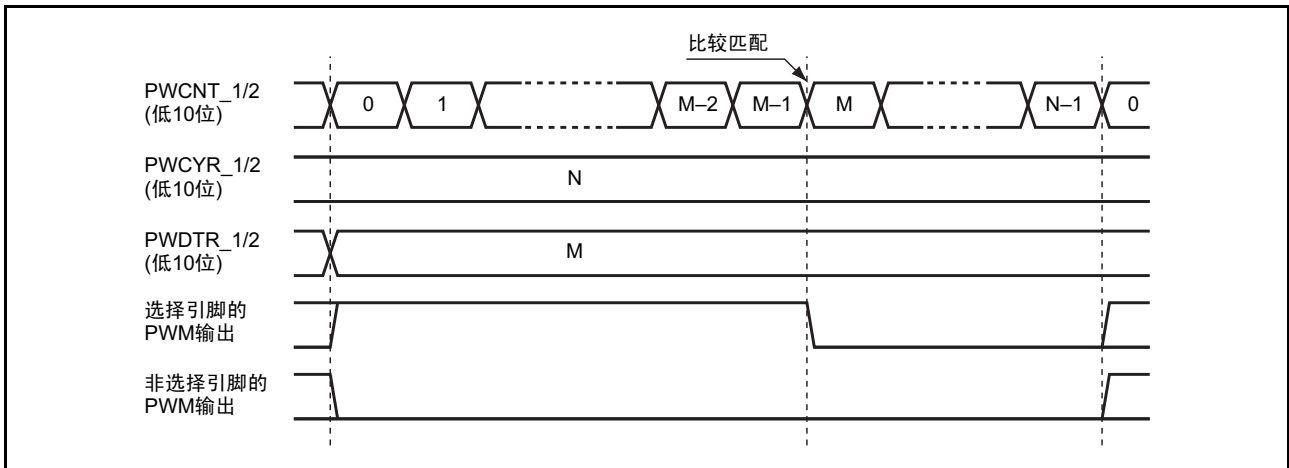 比较匹配
PWCNT_1/2
(低10位)
0 1 M–2 M–1 M N–1 0
PWCYR_1/2
(低10位)
N
PWDTR_1/2
(低10位)
M
选择引脚的
PWM输出
非选择引脚的
PWM输出